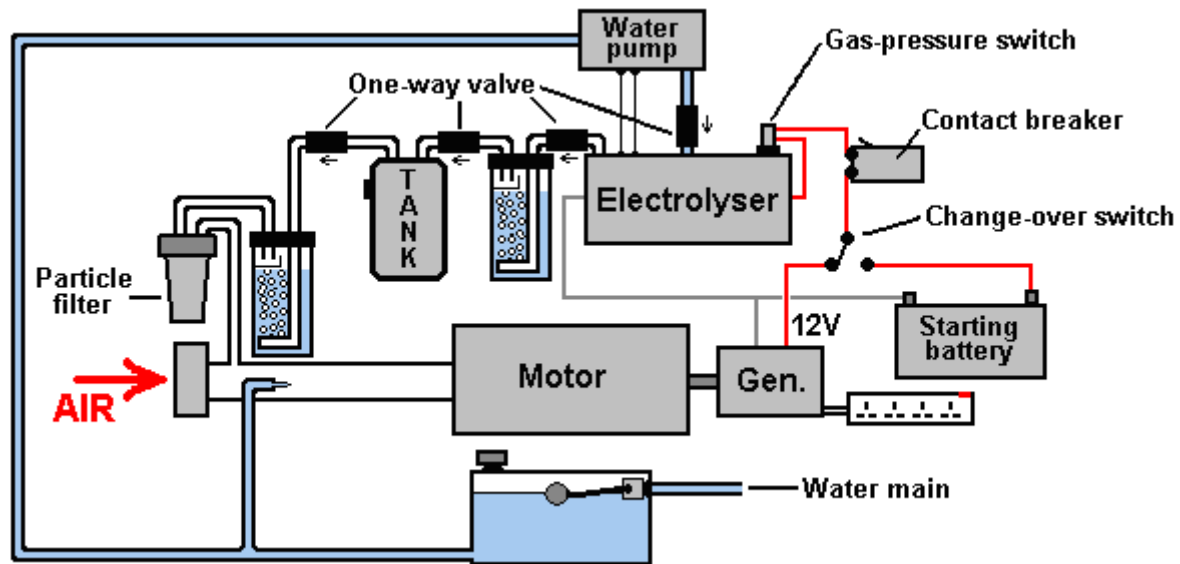 Water
pump
Gas-pressure switch
One-way valve
Contact breaker
TANK
Electrolyser
Change-over switch
Particle
filter
12V
Starting
battery
Motor
Gen.
AIR
Water main